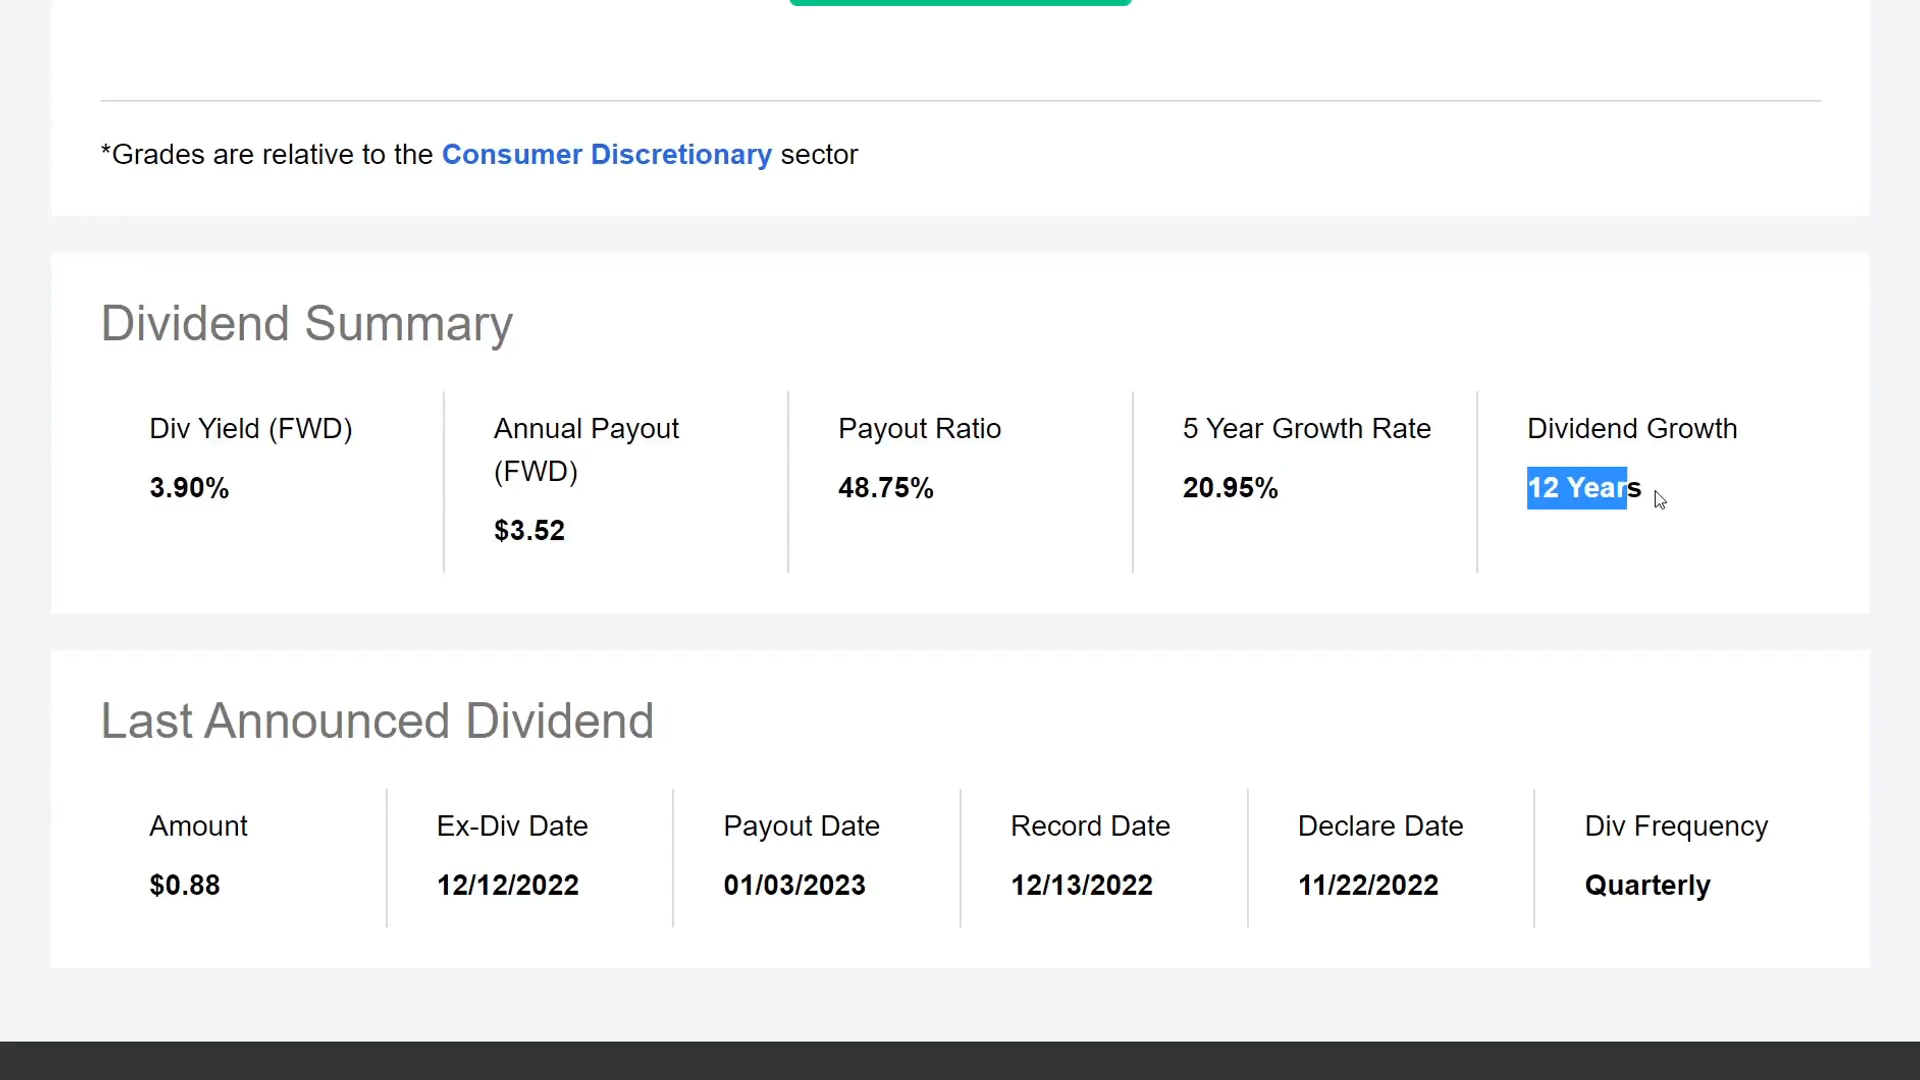 *Grades are relative to the Consumer Discretionary sector
Dividend Summary
Div Yield (FWD)
3.90%
Annual Payout
(FWD)
$3.52
Payout Ratio
48.75%
5 Year Growth Rate
20.95%
Dividend Growth
12 Years
Last Announced Dividend
Amount
$0.88
Ex-Div Date
12/12/2022
Payout Date
01/03/2023
Record Date
12/13/2022
Declare Date
11/22/2022
Div Frequency
Quarterly